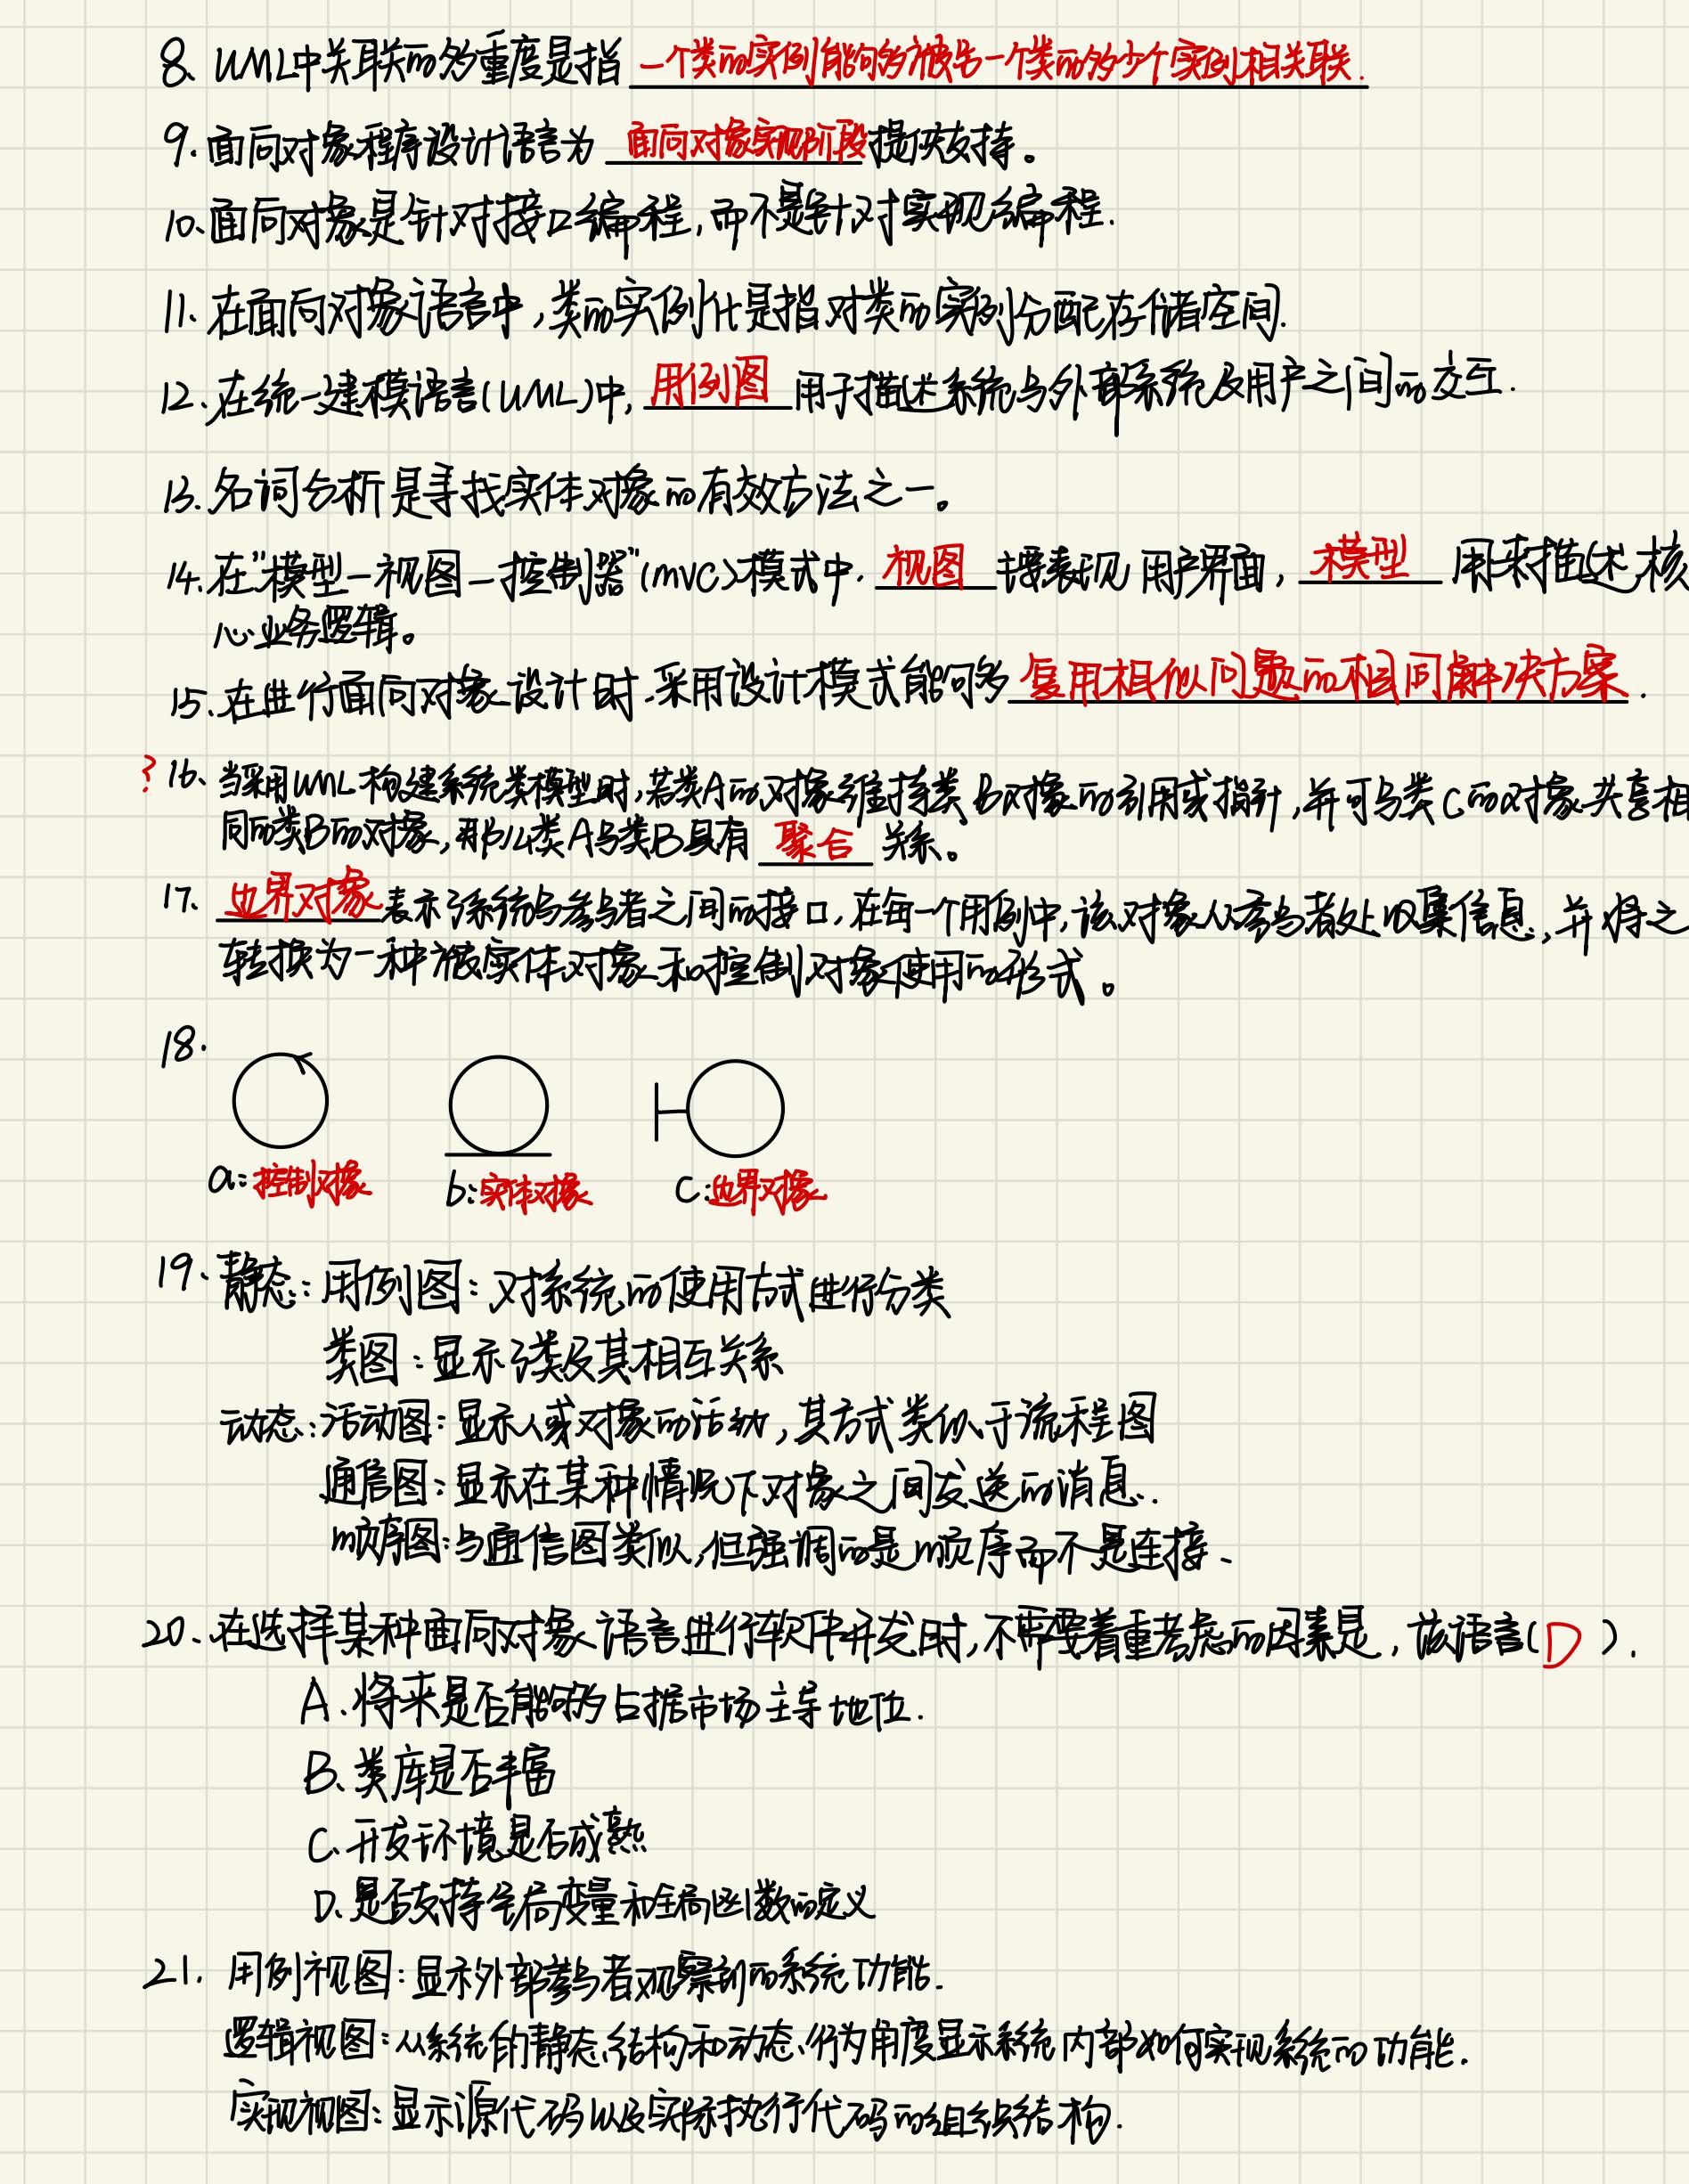 8. UML中关联的多重度是指 一个类的实例能够被另一个类的多少个实例相关联.
9. 面向对象程序设计语言为 面向对象实现阶段 提供支持。
10. 面向对象是针对接口编程,而不是针对实现编程.
11. 在面向对象语言中,类的实例化是指对类的实例分配存储空间.
12. 在统一建模语言(UML)中, 用例图 用于描述系统与外部系统及用户之间的交互.
13. 名词分析是寻找实体对象的有效方法之一。
14. 在"模型-视图-控制器"(MVC)模式中. 视图 主要表现用户界面, 模型 用来描述核
心业务逻辑。
15. 在进行面向对象设计时.采用设计模式能够 复用相似问题的相同解决方案.
? 16、当采用UML构建系统类模型时,若类A的对象维持类B对象的引用或指针,并可与类C的对象共享相
同的类B的对象,那么类A与类B具有 聚合 关系。
17. 边界对象 表示了系统与参与者之间的接口,在每一个用例中,该对象从参与者处收集信息,并将之
转换为一种被实体对象和控制对象使用的形式。
18.
a: 控制对象 b: 实体对象 c: 边界对象
19. 静态: 用例图: 对系统的使用方式进行分类
类图: 显示了类及其相互关系
动态: 活动图: 显示人或对象的活动,其方式类似于流程图
通信图: 显示在某种情况下对象之间发送的消息.
顺序图: 与通信图类似,但强调的是顺序而不是连接.
20. 在选择某种面向对象语言进行软件开发时,不需要着重考虑的因素是,该语言( D ).
A. 将来是否能够占据市场主导地位.
B. 类库是否丰富
C. 开发环境是否成熟
D. 是否支持全局变量和全局函数的定义
21. 用例视图: 显示外部参与者观察到的系统功能.
逻辑视图: 从系统的静态结构和动态行为角度显示系统内部如何实现系统的功能.
实现视图: 显示源代码以及实际执行代码的组织结构.